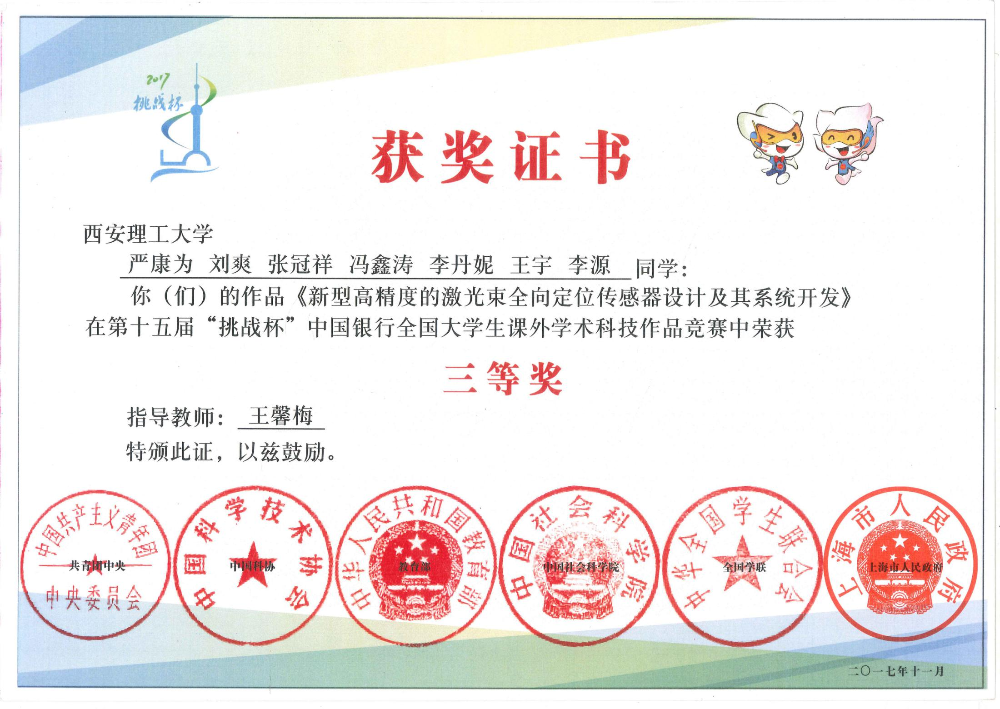 2017
挑战杯
获奖证书
西安理工大学
严康为 刘爽 张冠祥 冯鑫涛 李丹妮 王宇 李源 同学：
你（们）的作品《新型高精度的激光束全向定位传感器设计及其系统开发》
在第十五届“挑战杯”中国银行全国大学生课外学术科技作品竞赛中荣获
三等奖
指导教师： 王馨梅
特颁此证，以兹鼓励。
中国共产主义青年团
共青团中央
中央委员会
中国科学技术协会
中国科协
中华人民共和国教育部
教育部
中国社会科学院
中国社会科学院
中华全国学生联合会
全国学联
上海市人民政府
上海市人民政府
二〇一七年十一月